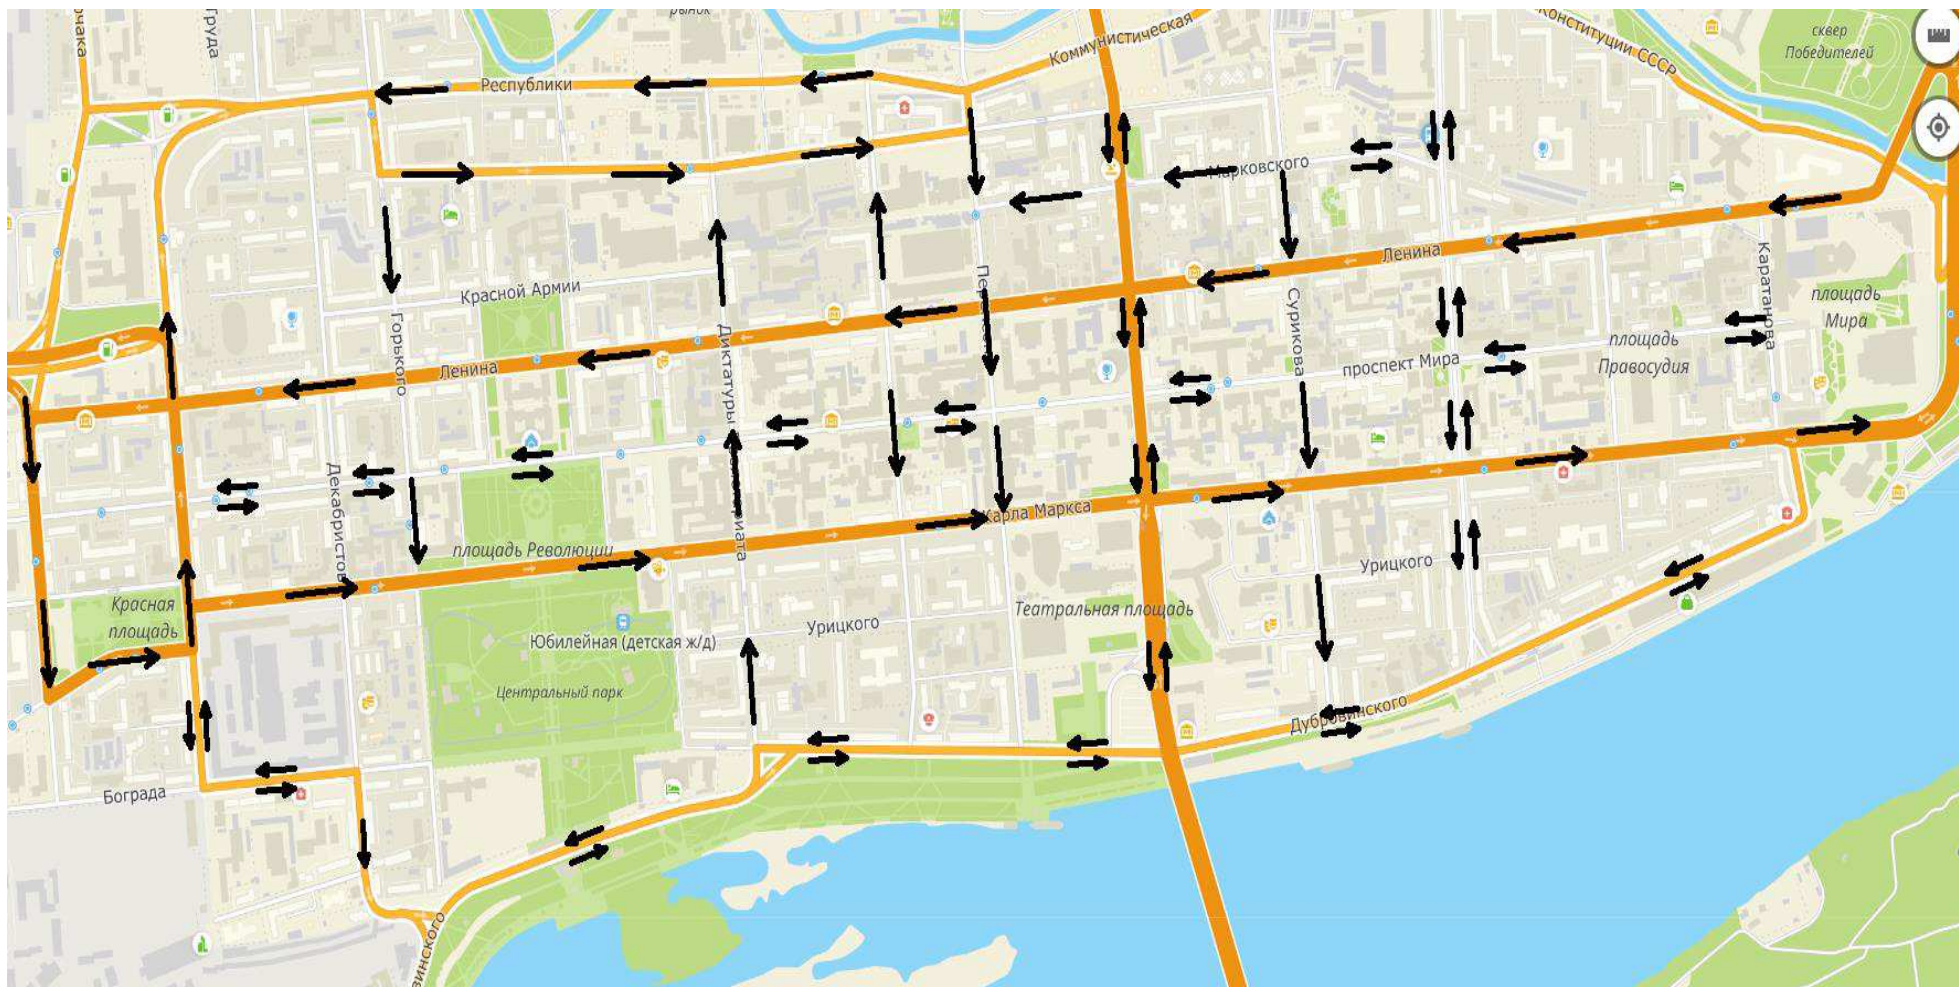 рынок
Коммунистическая
Конституции СССР
сквер
Победителей
Республики
Марковского
Ленина
Каратанова
площадь
Мира
Красной Армии
Горького
Диктатуры
Сурикова
площадь
Правосудия
проспект Мира
Ленина
Декабристов
Карла Маркса
площадь Революции
Урицкого
Красная
площадь
Театральная площадь
Урицкого
Юбилейная (детская ж/д)
Центральный парк
Дубровинского
Бограда